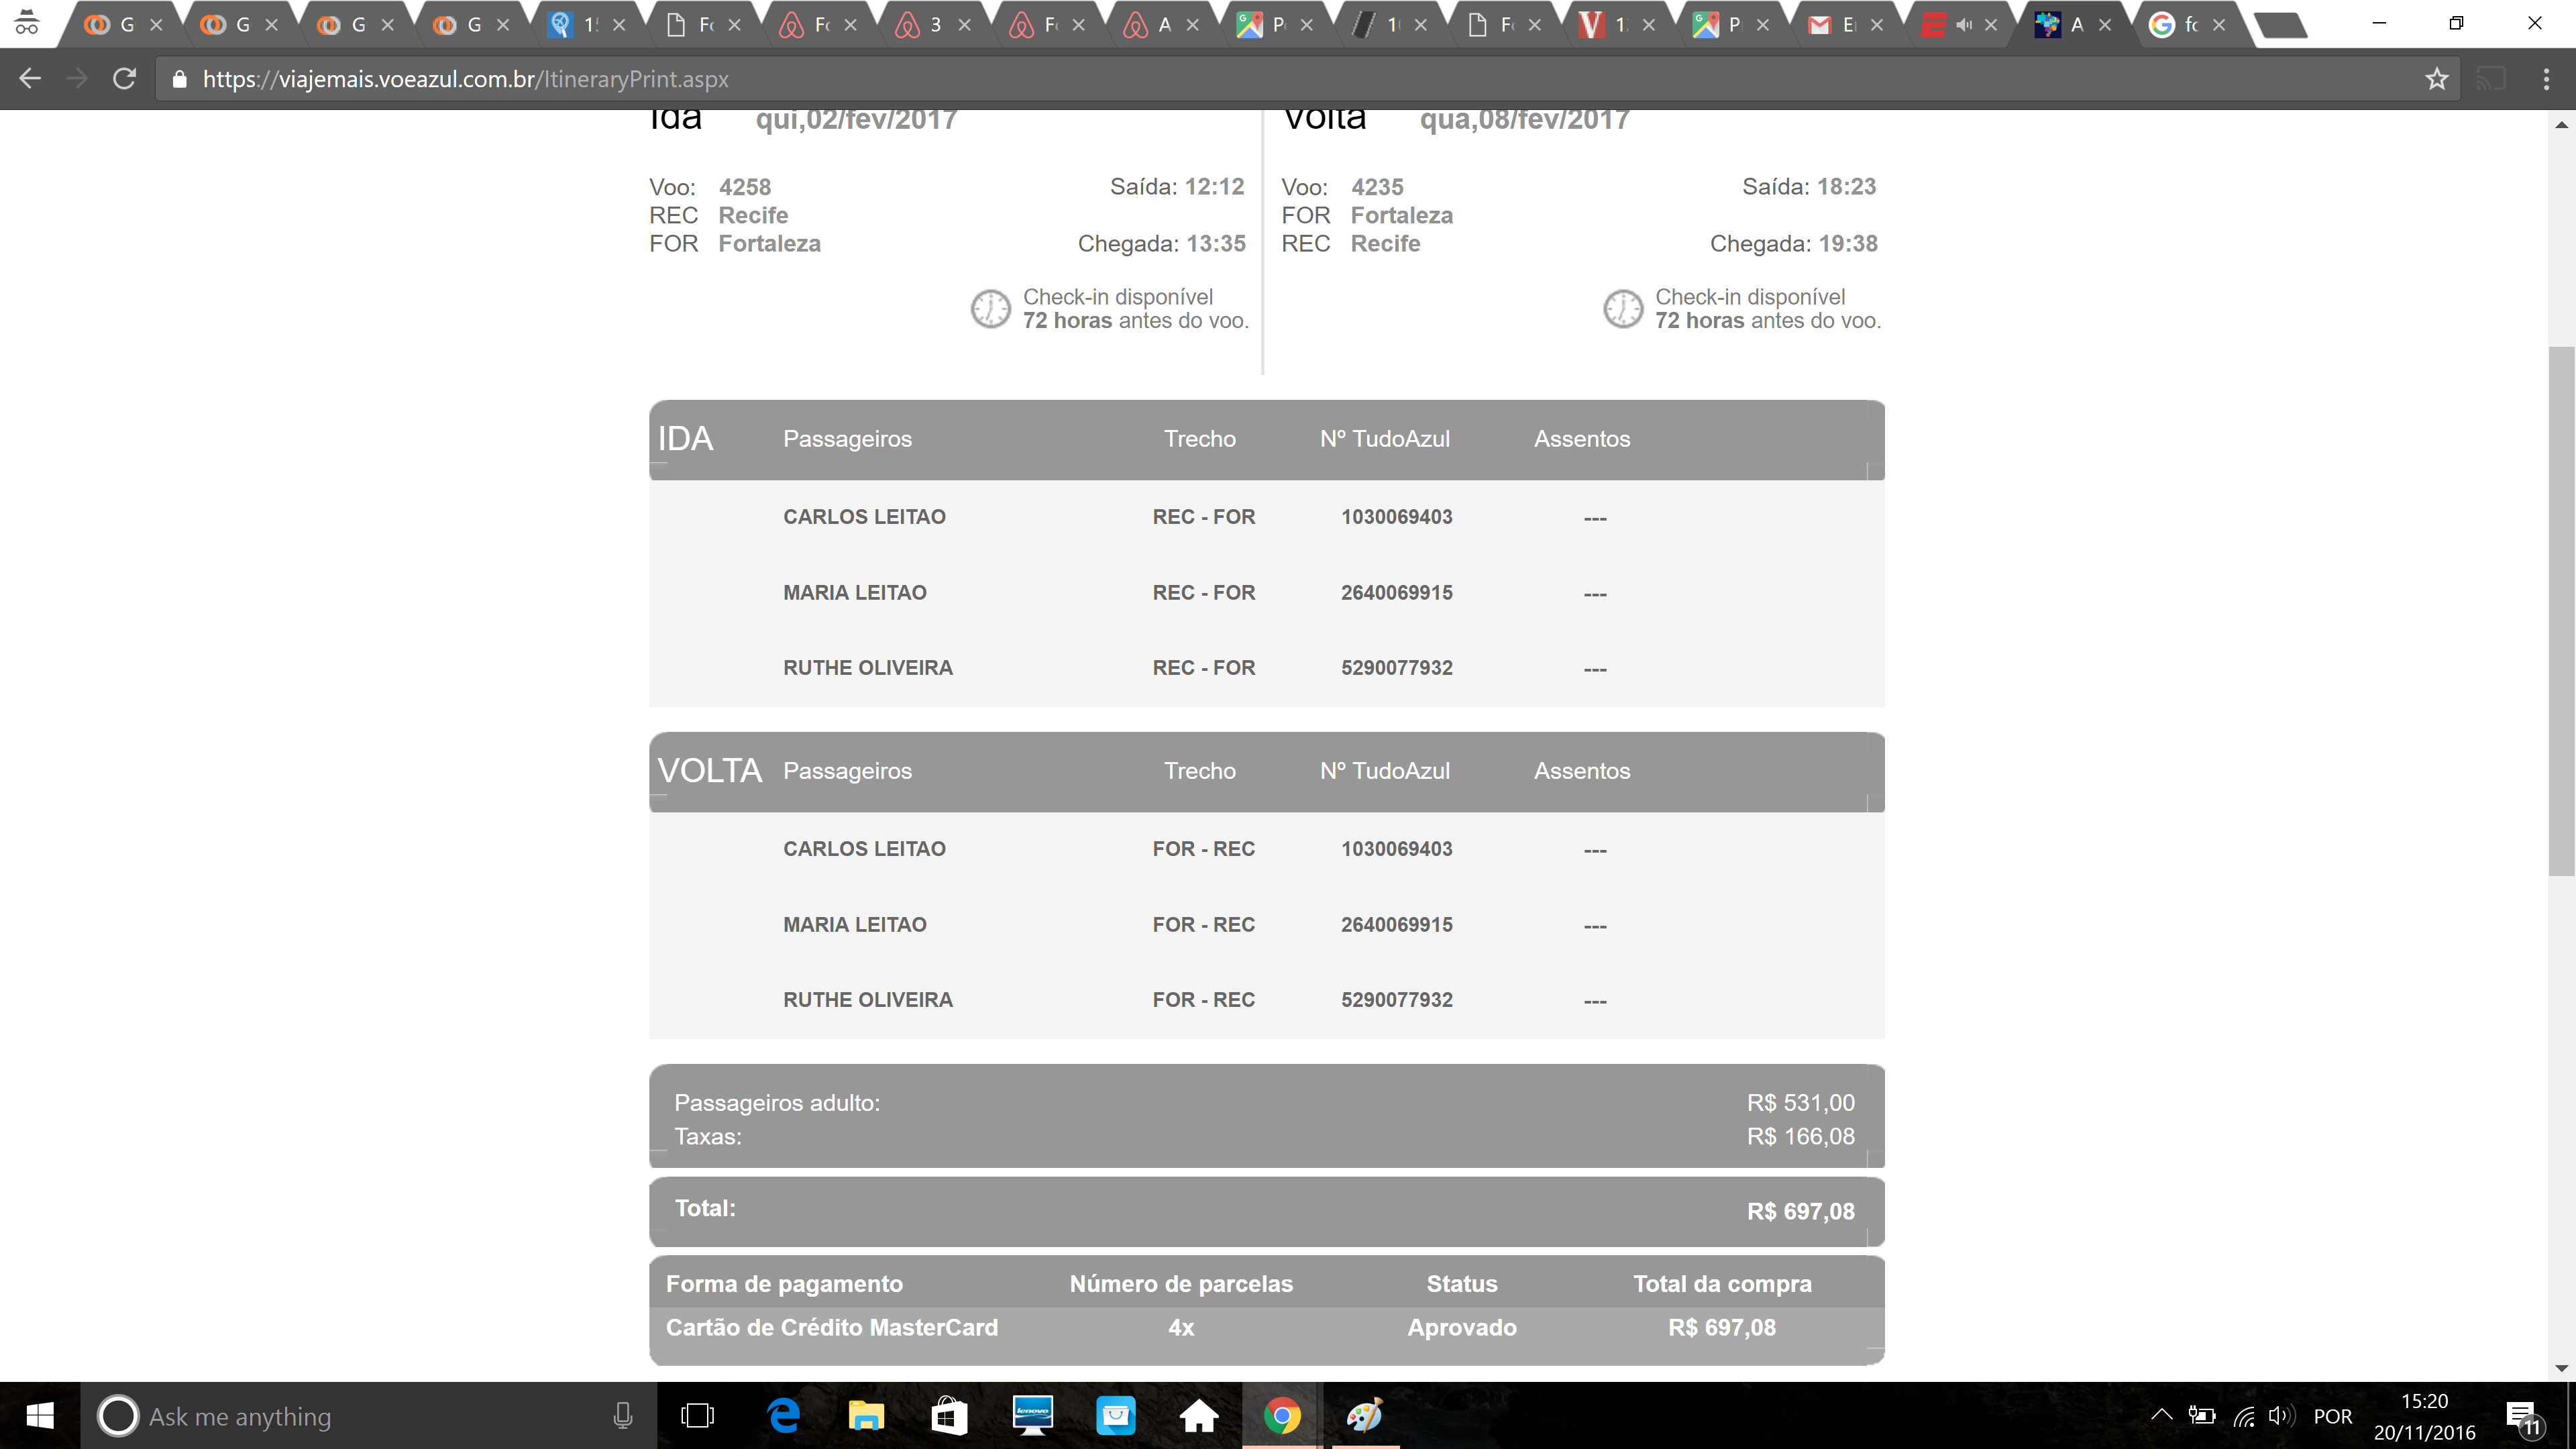 G G G G 1: Fo Fo 3 Fo A P 1 Fo 1: P E A fo
https://viajemais.voeazul.com.br/ItineraryPrint.aspx
Ida qui,02/fev/2017
Voo: 4258 Saída: 12:12
REC Recife
FOR Fortaleza Chegada: 13:35
Check-in disponível
72 horas antes do voo.
Volta qua,08/fev/2017
Voo: 4235 Saída: 18:23
FOR Fortaleza
REC Recife Chegada: 19:38
Check-in disponível
72 horas antes do voo.
IDA Passageiros Trecho Nº TudoAzul Assentos
CARLOS LEITAO REC - FOR 1030069403 ---
MARIA LEITAO REC - FOR 2640069915 ---
RUTHE OLIVEIRA REC - FOR 5290077932 ---
VOLTA Passageiros Trecho Nº TudoAzul Assentos
CARLOS LEITAO FOR - REC 1030069403 ---
MARIA LEITAO FOR - REC 2640069915 ---
RUTHE OLIVEIRA FOR - REC 5290077932 ---
Passageiros adulto: R$ 531,00
Taxas: R$ 166,08
Total: R$ 697,08
Forma de pagamento Número de parcelas Status Total da compra
Cartão de Crédito MasterCard 4x Aprovado R$ 697,08
Ask me anything
lenovo
POR
15:20
20/11/2016
11